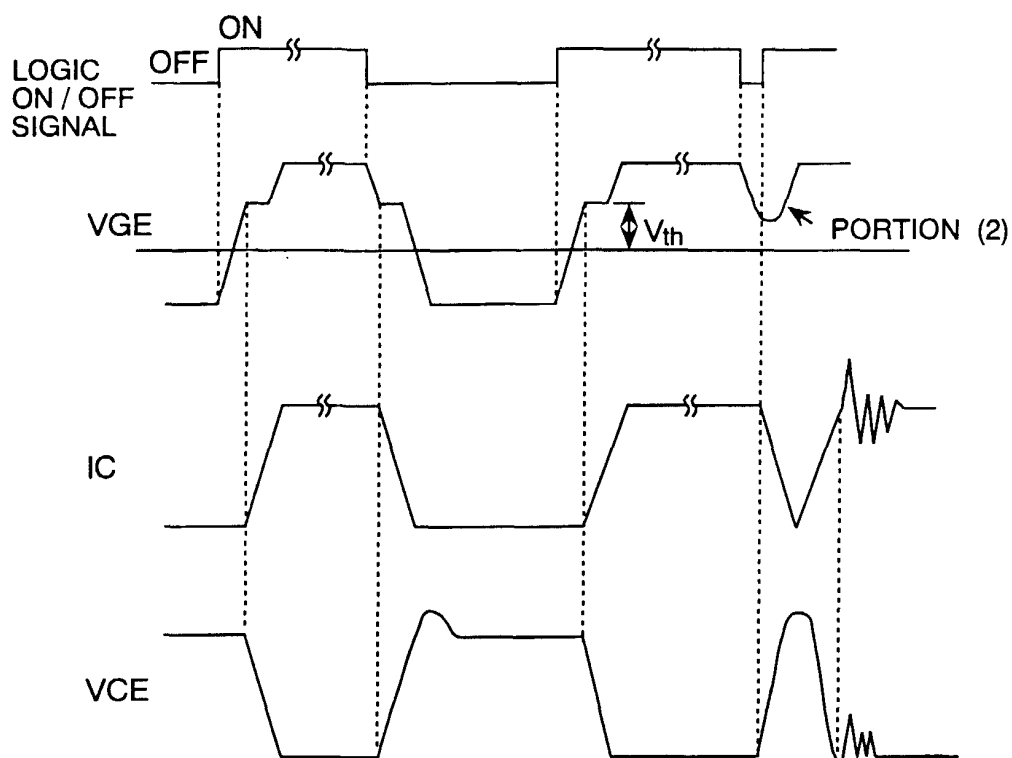 ON
OFF
LOGIC
ON / OFF
SIGNAL
VGE
Vth
PORTION (2)
IC
VCE